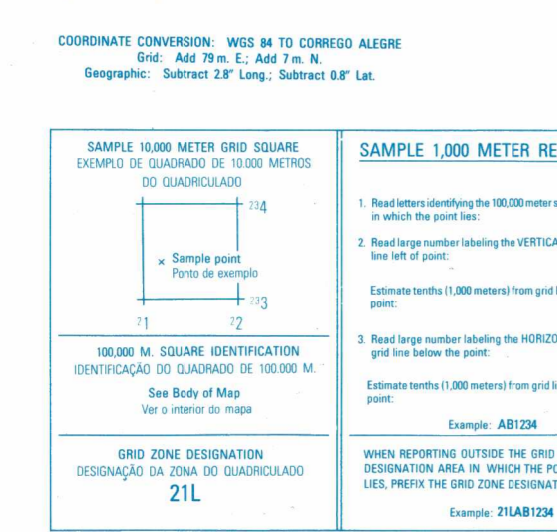 COORDINATE CONVERSION: WGS 84 TO CORREGO ALEGRE
Grid: Add 79 m. E.; Add 7 m. N.
Geographic: Subtract 2.8" Long.; Subtract 0.8" Lat.
SAMPLE 10,000 METER GRID SQUARE
EXEMPLO DE QUADRADO DE 10.000 METROS
DO QUADRICULADO
234
× Sample point
Ponto de exemplo
233
21 22
100,000 M. SQUARE IDENTIFICATION
IDENTIFICAÇÃO DO QUADRADO DE 100.000 M.
See Body of Map
Ver o interior do mapa
GRID ZONE DESIGNATION
DESIGNAÇÃO DA ZONA DO QUADRICULADO
21L
SAMPLE 1,000 METER RE
1. Read letters identifying the 100,000 meter s
in which the point lies:
2. Read large number labeling the VERTICA
line left of point:
Estimate tenths (1,000 meters) from grid l
point:
3. Read large number labeling the HORIZO
grid line below the point:
Estimate tenths (1,000 meters) from grid li
point:
Example: AB1234
WHEN REPORTING OUTSIDE THE GRID
DESIGNATION AREA IN WHICH THE PO
LIES, PREFIX THE GRID ZONE DESIGNAT
Example: 21LAB1234